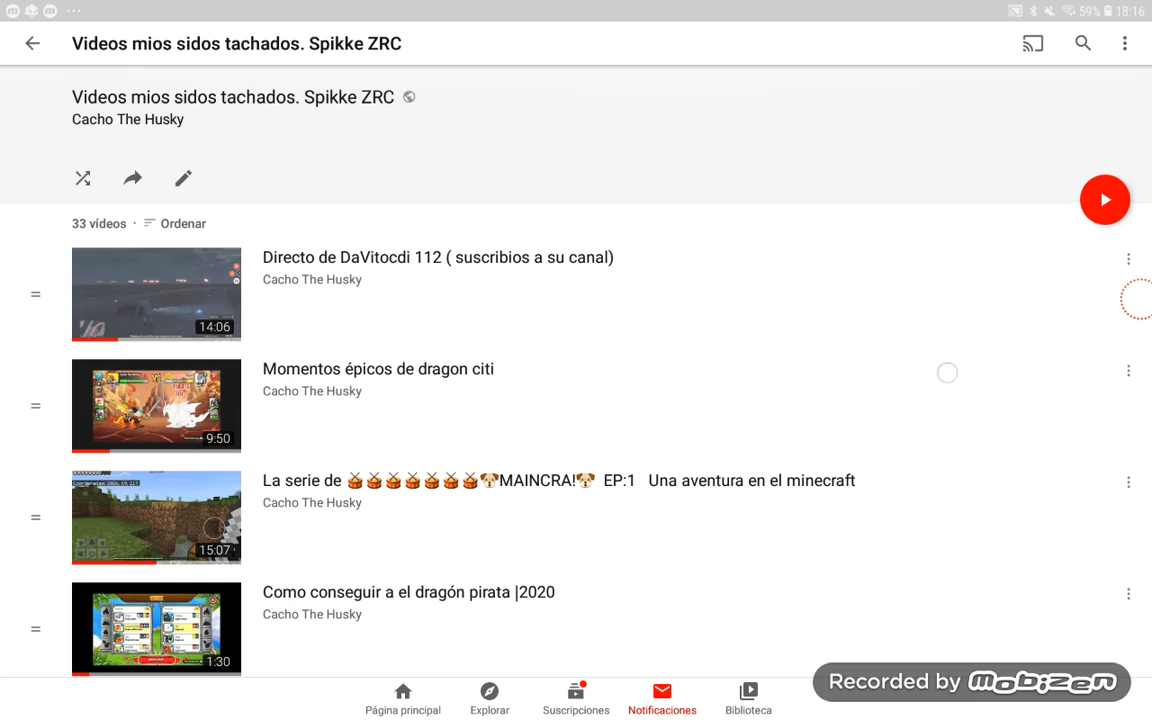 59% 18:16
Videos mios sidos tachados. Spikke ZRC
Videos mios sidos tachados. Spikke ZRC
Cacho The Husky
33 vídeos · Ordenar
Directo de DaVitocdi 112 ( suscribios a su canal)
Cacho The Husky
14:06
Momentos épicos de dragon citi
Cacho The Husky
9:50
La serie de 🥁🥁🥁🥁🥁🥁🥁🐶MAINCRA!🐶 EP:1 Una aventura en el minecraft
Cacho The Husky
15:07
Como conseguir a el dragón pirata |2020
Cacho The Husky
1:30
Recorded by mobizen
Página principal Explorar Suscripciones Notificaciones Biblioteca